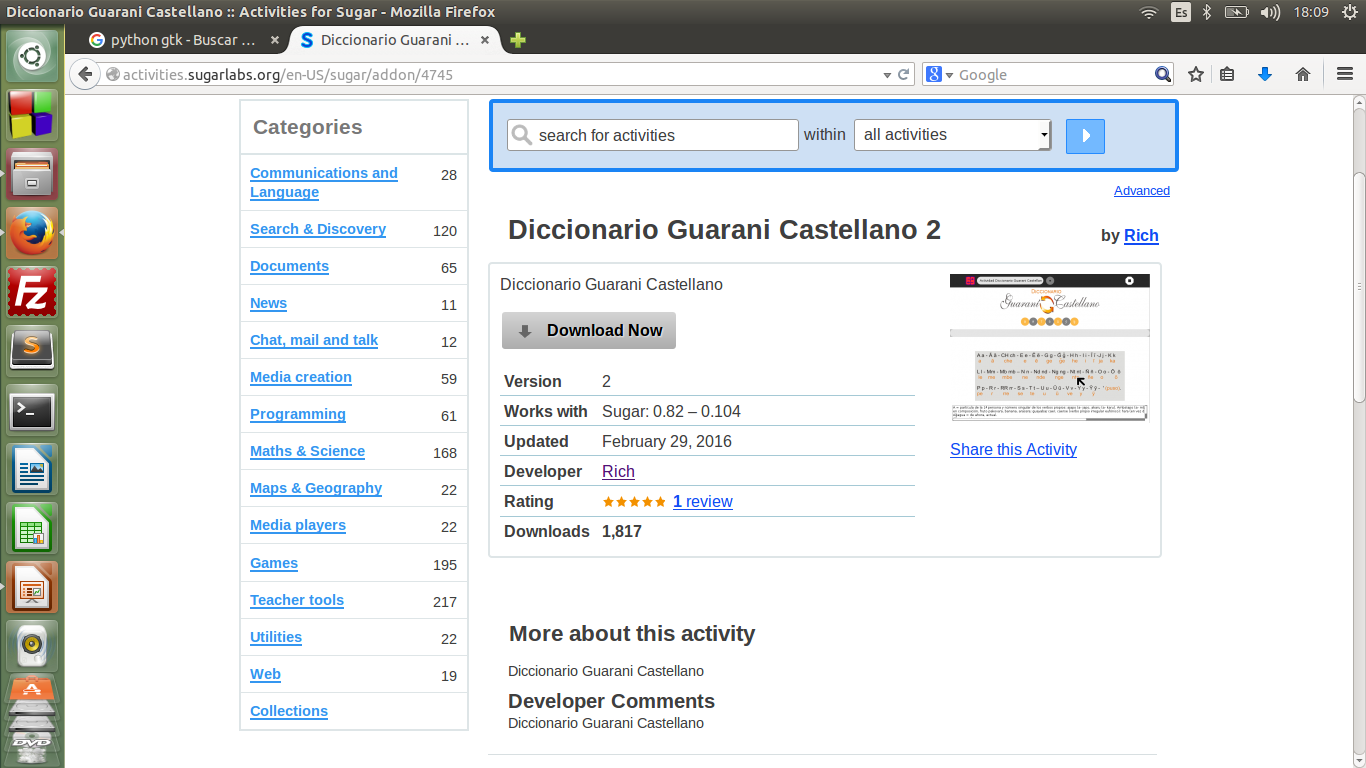 Diccionario Guarani Castellano :: Activities for Sugar - Mozilla Firefox
Es
18:09
python gtk - Buscar ...
Diccionario Guarani ...
activities.sugarlabs.org/en-US/sugar/addon/4745
Google
Categories
Communications and Language 28
Search & Discovery 120
Documents 65
News 11
Chat, mail and talk 12
Media creation 59
Programming 61
Maths & Science 168
Maps & Geography 22
Media players 22
Games 195
Teacher tools 217
Utilities 22
Web 19
Collections
search for activities within all activities
Advanced
Diccionario Guarani Castellano 2
by Rich
Diccionario Guarani Castellano
Download Now
Version 2
Works with Sugar: 0.82 – 0.104
Updated February 29, 2016
Developer Rich
Rating 1 review
Downloads 1,817
Guarani Castellano
Share this Activity
More about this activity
Diccionario Guarani Castellano
Developer Comments
Diccionario Guarani Castellano
DVD